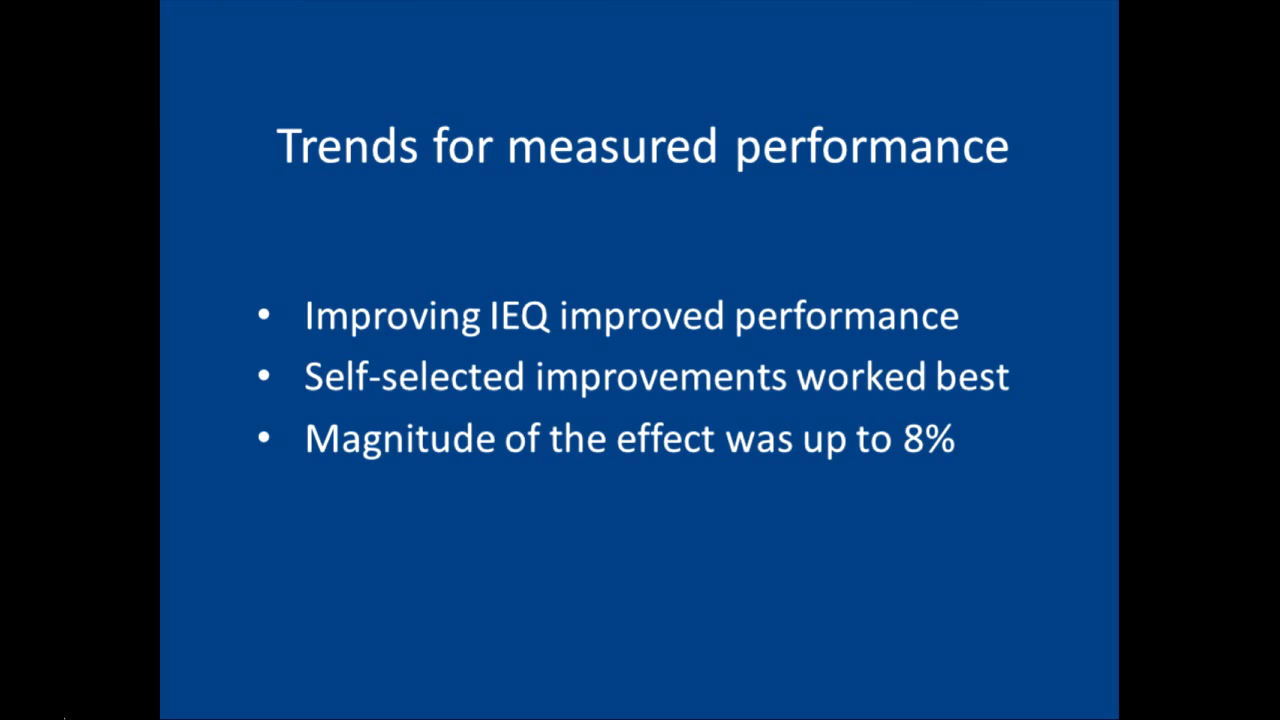 Trends for measured performance
• Improving IEQ improved performance
• Self-selected improvements worked best
• Magnitude of the effect was up to 8%